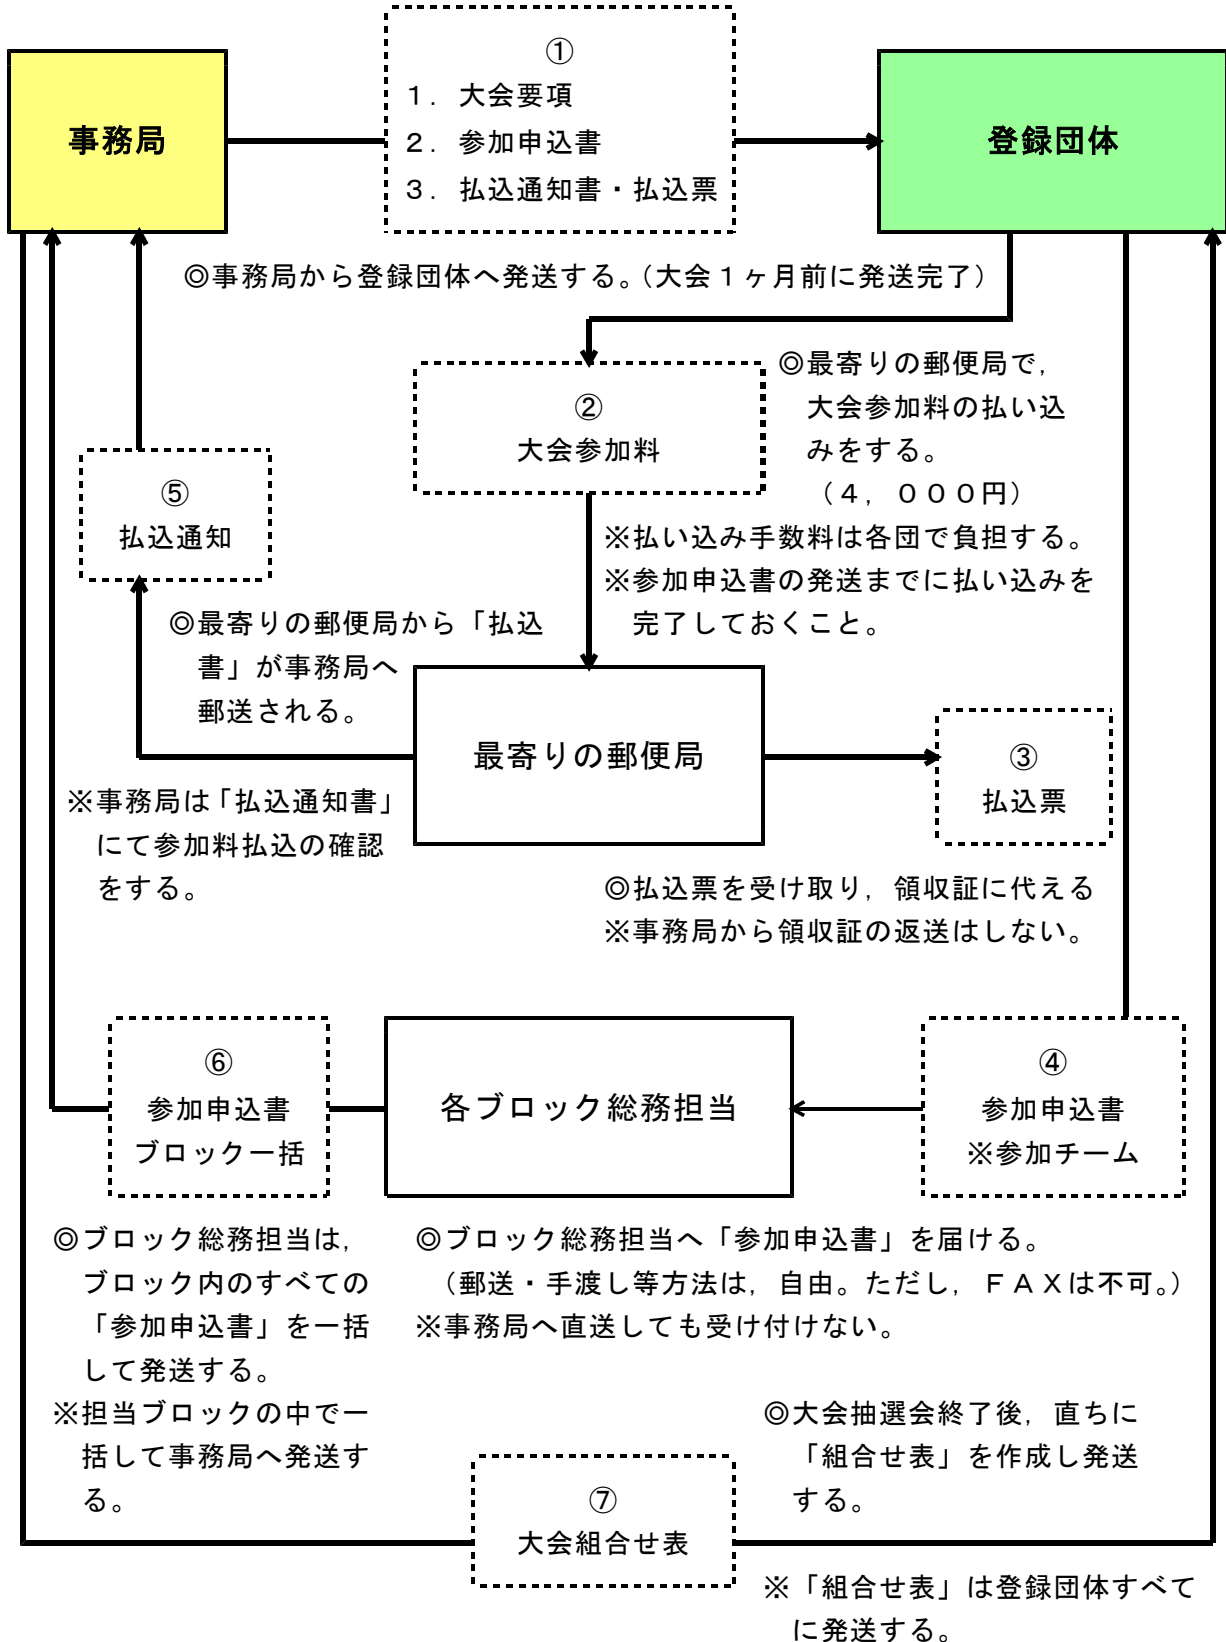 事務局
①
１．大会要項
２．参加申込書
３．払込通知書・払込票
登録団体
◎事務局から登録団体へ発送する。（大会１ヶ月前に発送完了）
②
大会参加料
◎最寄りの郵便局で，
大会参加料の払い込
みをする。
（４，０００円）
※払い込み手数料は各団で負担する。
※参加申込書の発送までに払い込みを
完了しておくこと。
⑤
払込通知
◎最寄りの郵便局から「払込
書」が事務局へ
郵送される。
最寄りの郵便局
③
払込票
※事務局は「払込通知書」
にて参加料払込の確認
をする。
◎払込票を受け取り，領収証に代える
※事務局から領収証の返送はしない。
⑥
参加申込書
ブロック一括
各ブロック総務担当
④
参加申込書
※参加チーム
◎ブロック総務担当は，
ブロック内のすべての
「参加申込書」を一括
して発送する。
※担当ブロックの中で一
括して事務局へ発送す
る。
◎ブロック総務担当へ「参加申込書」を届ける。
（郵送・手渡し等方法は，自由。ただし，ＦＡＸは不可。）
※事務局へ直送しても受け付けない。
◎大会抽選会終了後，直ちに
「組合せ表」を作成し発送
する。
⑦
大会組合せ表
※「組合せ表」は登録団体すべて
に発送する。